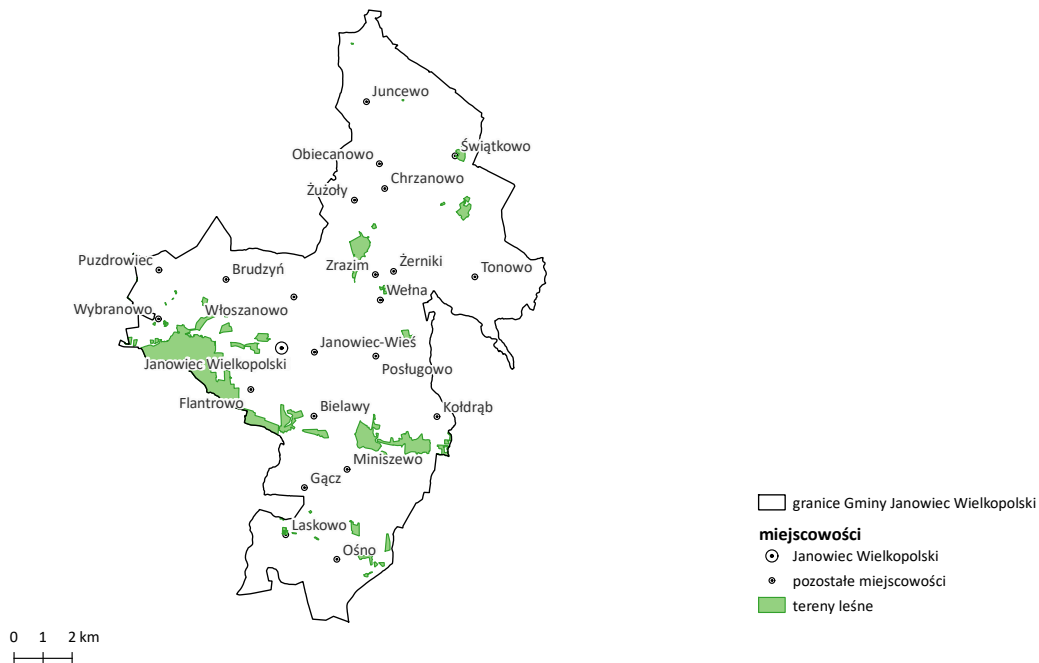 Juncewo
Świątkowo
Obiecanowo
Chrzanowo
Żużoły
Puzdrowiec
Brudzyń
Zrazim
Żerniki
Tonowo
Wełna
Wybranowo
Włoszanowo
Janowiec-Wieś
Janowiec Wielkopolski
Posługowo
Flantrowo
Bielawy
Kołdrąb
Miniszewo
Gącz
Laskowo
Ośno
granice Gminy Janowiec Wielkopolski
miejscowości
Janowiec Wielkopolski
pozostałe miejscowości
tereny leśne
0 1 2 km